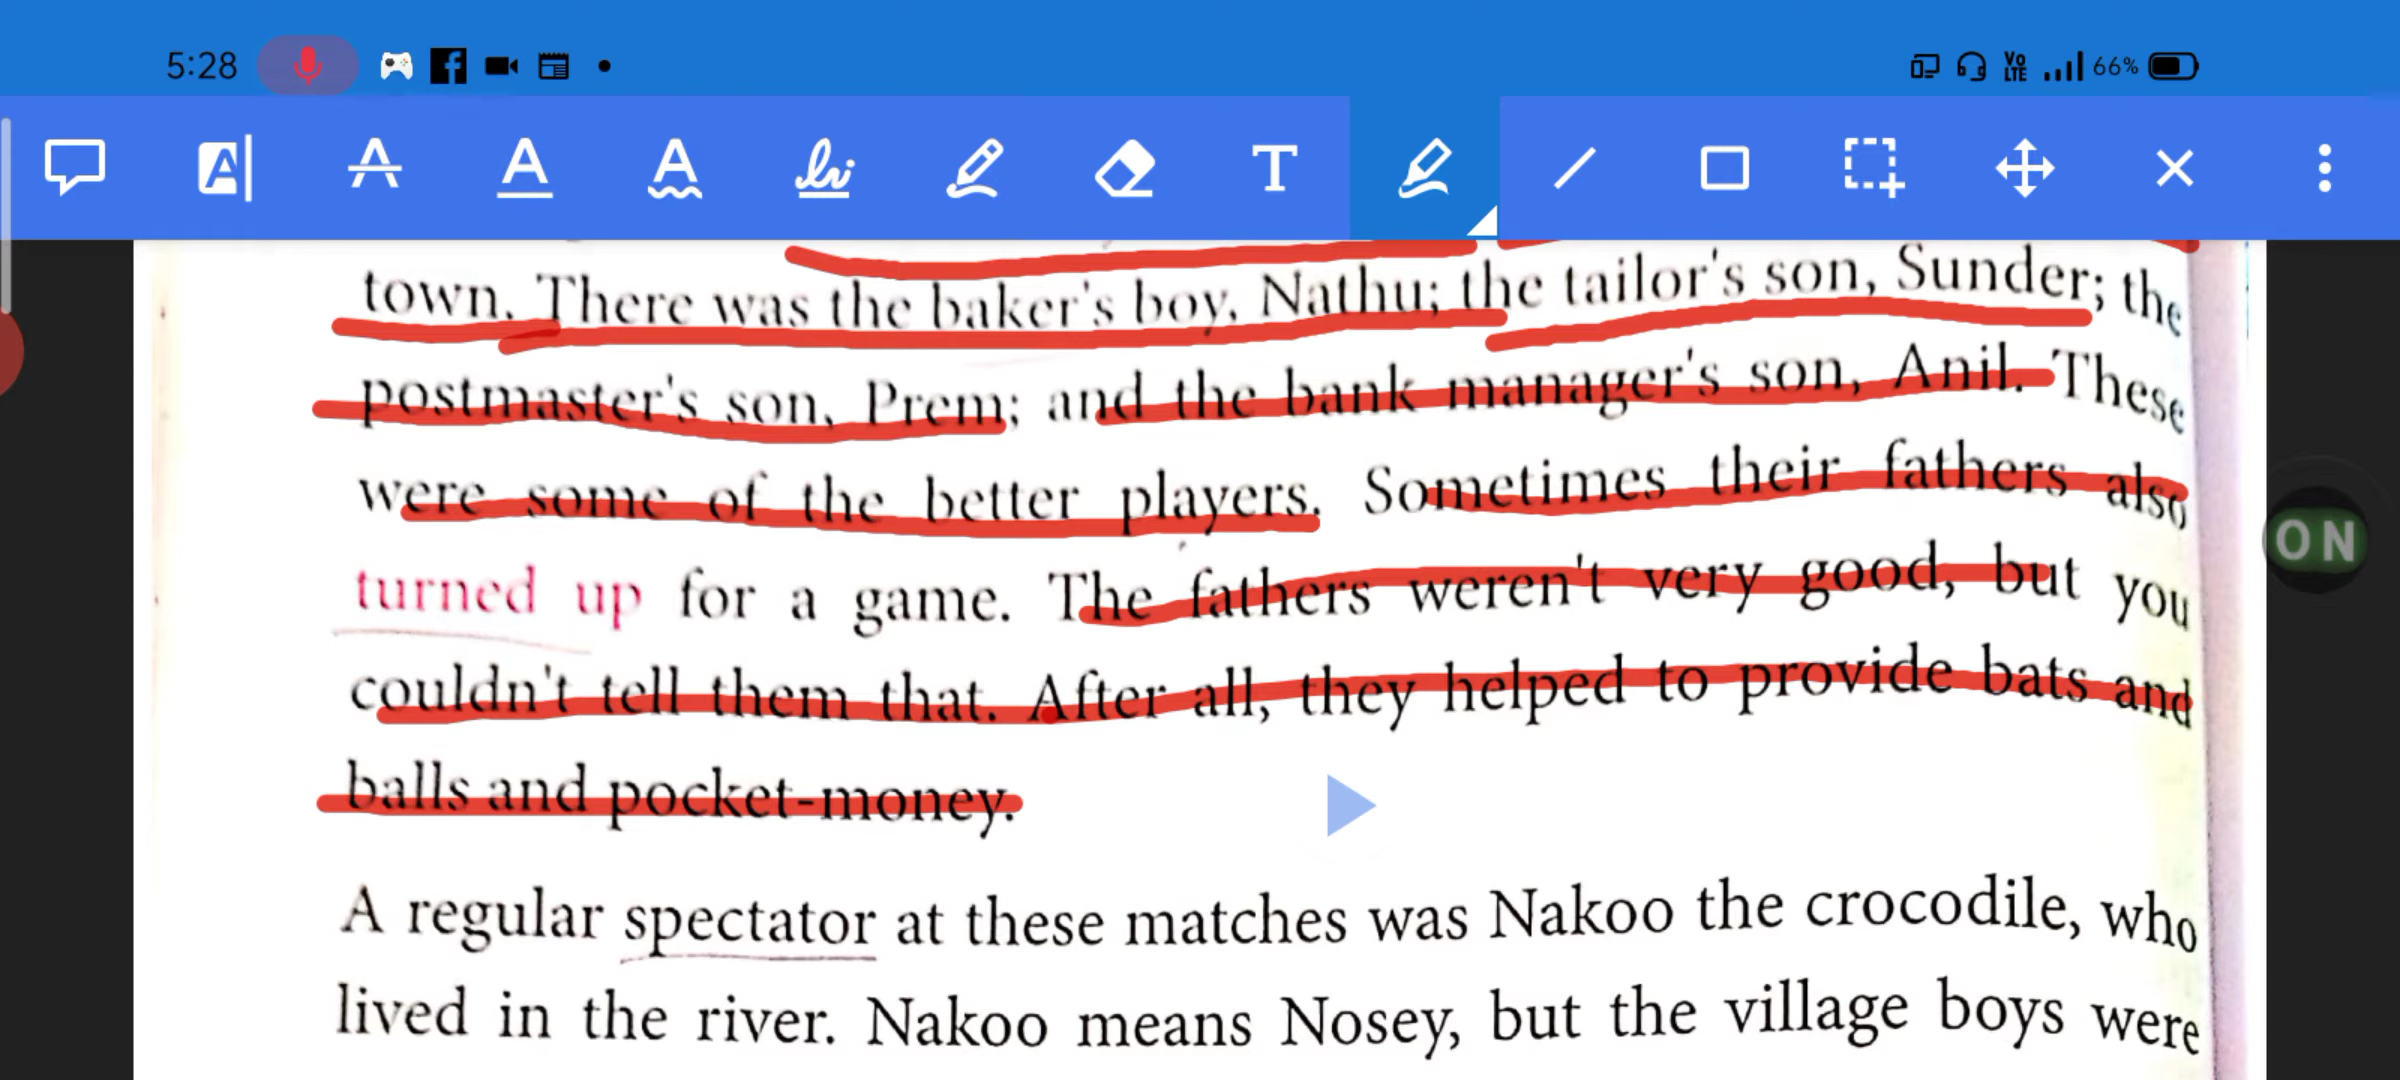 5:28
VoLTE 66%
T
town. There was the baker's boy, Nathu; the tailor's son, Sunder; the
postmaster's son, Prem; and the bank manager's son, Anil. These
were some of the better players. Sometimes their fathers also
turned up for a game. The fathers weren't very good, but you
couldn't tell them that. After all, they helped to provide bats and
balls and pocket-money.
ON
A regular spectator at these matches was Nakoo the crocodile, who
lived in the river. Nakoo means Nosey, but the village boys were